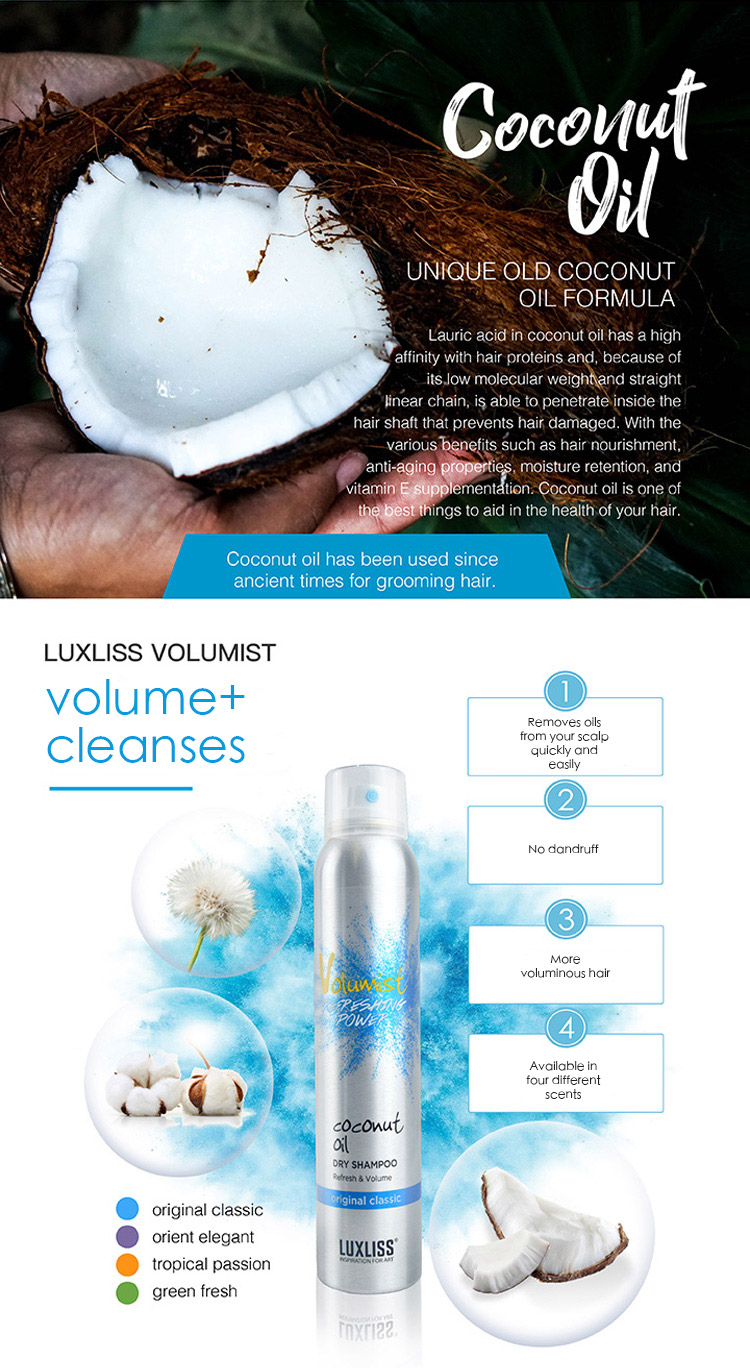 Coconut
Oil
UNIQUE OLD COCONUT
OIL FORMULA
Lauric acid in coconut oil has a high
affinity with hair proteins and, because of
its low molecular weight and straight
linear chain, is able to penetrate inside the
hair shaft that prevents hair damaged. With the
various benefits such as hair nourishment,
anti-aging properties, moisture retention, and
vitamin E supplementation. Coconut oil is one of
the best things to aid in the health of your hair.
Coconut oil has been used since
ancient times for grooming hair.
LUXLISS VOLUMIST
volume+
cleanses
1
Removes oils
from your scalp
quickly and
easily
2
No dandruff
3
More
voluminous hair
4
Available in
four different
scents
Volumist
REFRESHING
POWER
coconut
oil
DRY SHAMPOO
Refresh & Volume
original classic
LUXLISS®
INSPIRATION FOR ART
original classic
orient elegant
tropical passion
green fresh